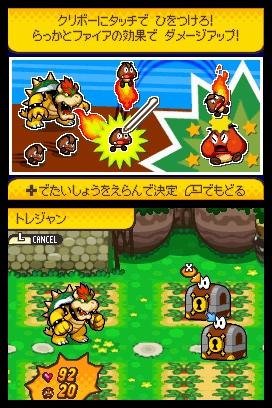 クリボーにタッチで ひをつけろ!
らっかとファイアの効果で ダメージアップ!
✚でたいしょうをえらんで決定 でもどる
トレジャン
L CANCEL
92
20